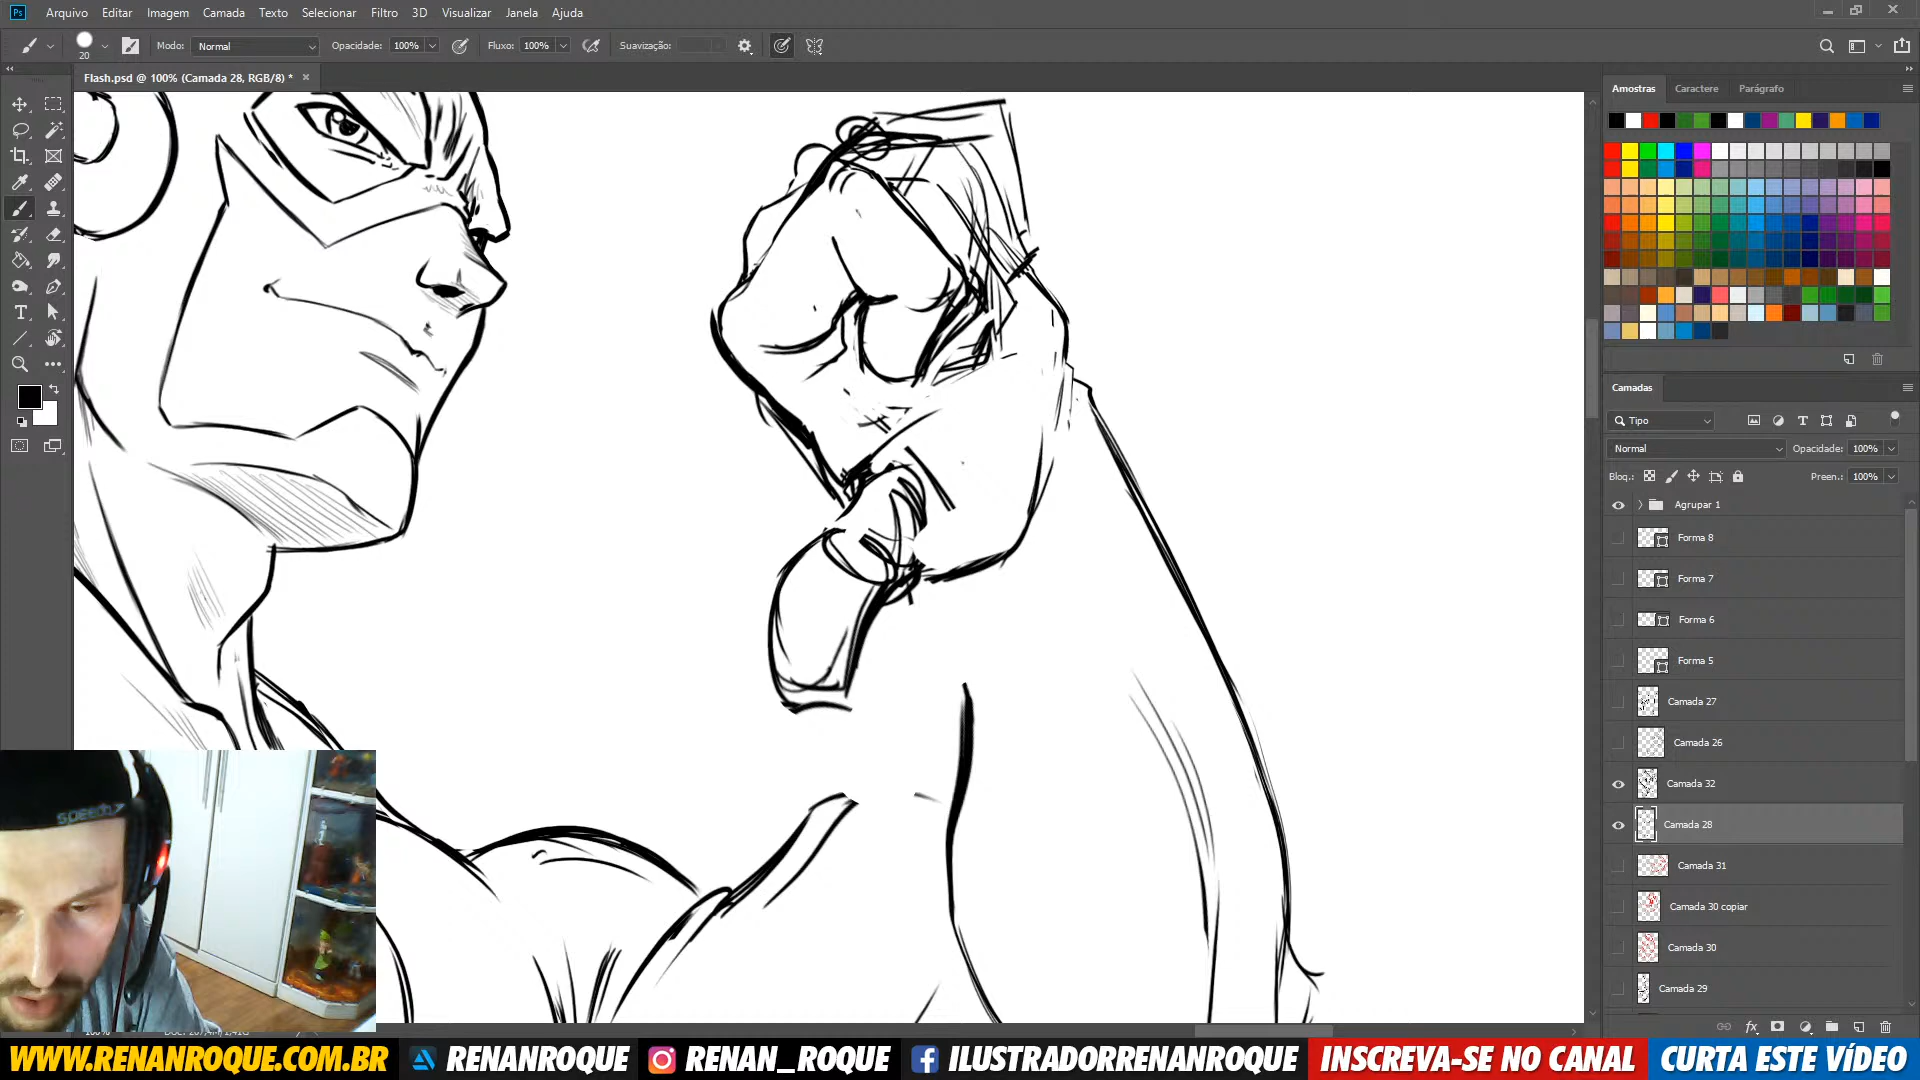 Ps Arquivo Editar Imagem Camada Texto Selecionar Filtro 3D Visualizar Janela Ajuda
20 Modo: Normal Opacidade: 100% Fluxo: 100% Suavização:
Flash.psd @ 100% (Camada 28, RGB/8) *
Amostras Caractere Parágrafo
Camadas
Tipo
Normal Opacidade: 100%
Bloq.: Preen.: 100%
Agrupar 1
Forma 8
Forma 7
Forma 6
Forma 5
Camada 27
Camada 26
Camada 32
Camada 28
Camada 31
Camada 30 copiar
Camada 30
Camada 29
speedo
WWW.RENANROQUE.COM.BR RENANROQUE RENAN_ROQUE ILUSTRADORRENANROQUE INSCREVA-SE NO CANAL CURTA ESTE VÍDEO